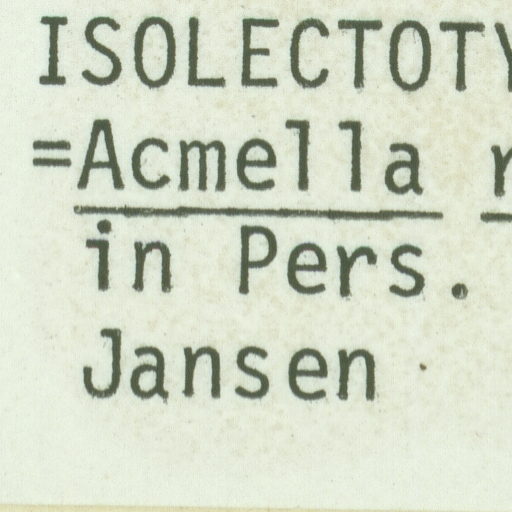 ISOLECTOTY
=Acmella r
in Pers.
Jansen